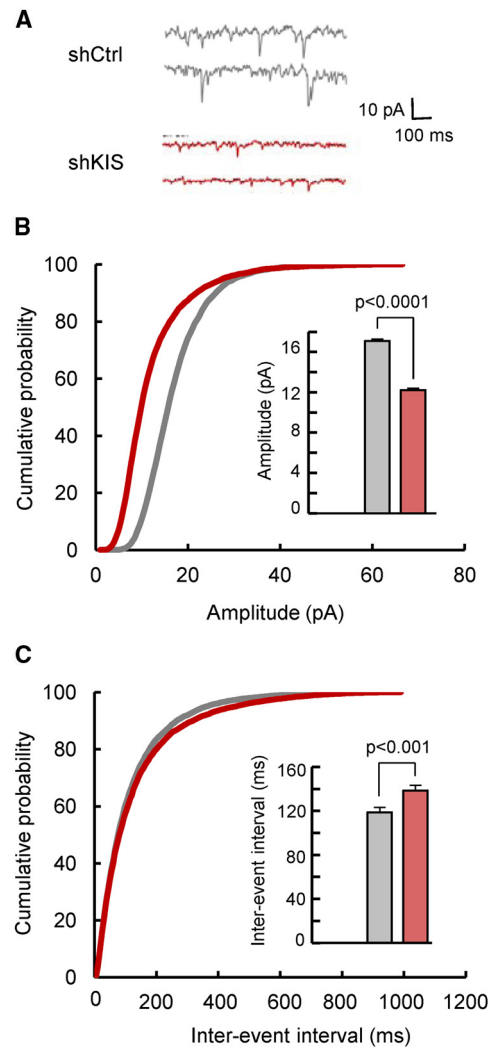 A
shCtrl
10 pA
100 ms
shKIS
B
100
80
60
40
20
0
Cumulative probability
0 20 40 60 80
Amplitude (pA)
p<0.0001
16
12
8
4
0
Amplitude (pA)
C
100
80
60
40
20
0
Cumulative probability
0 200 400 600 800 1000 1200
Inter-event interval (ms)
p<0.001
160
120
80
40
0
Inter-event interval (ms)